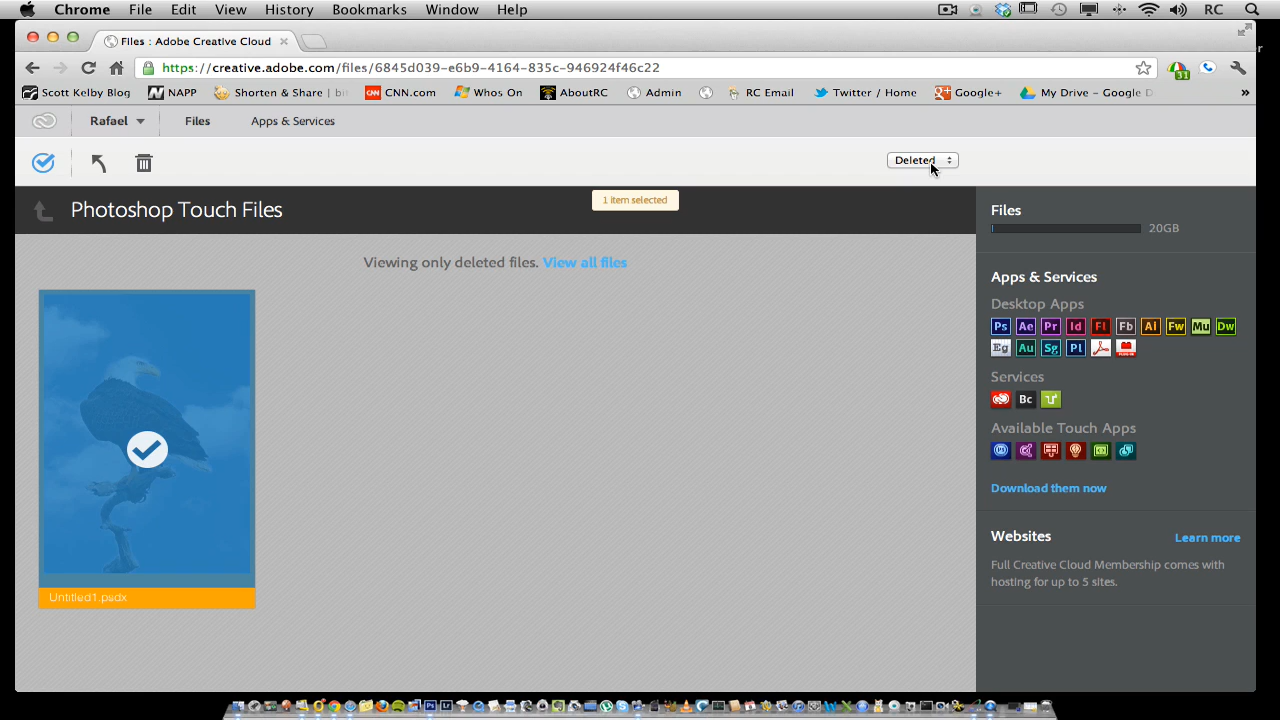 Chrome File Edit View History Bookmarks Window Help RC
Files : Adobe Creative Cloud
https://creative.adobe.com/files/6845d039-e6b9-4164-835c-946924f46c22
31
Scott Kelby Blog NAPP Shorten & Share | CNN.com Whos On AboutRC Admin RC Email Twitter / Home Google+ My Drive - Google D
Rafael Files Apps & Services
Deleted
1 item selected
Photoshop Touch Files
Viewing only deleted files. View all files
Untitled1.psdx
Files
20GB
Apps & Services
Desktop Apps
Ps Ae Pr Id Fl Fb Ai Fw Mu Dw
Eg Au Sg Pl
Services
Bc
Available Touch Apps
Download them now
Websites Learn more
Full Creative Cloud Membership comes with
hosting for up to 5 sites.